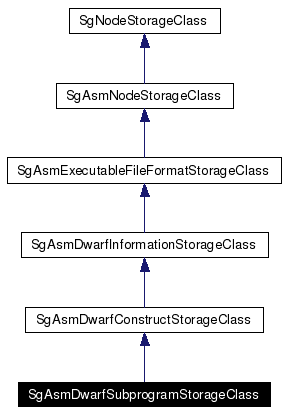 SgNodeStorageClass
SgAsmNodeStorageClass
SgAsmExecutableFileFormatStorageClass
SgAsmDwarfInformationStorageClass
SgAsmDwarfConstructStorageClass
SgAsmDwarfSubprogramStorageClass